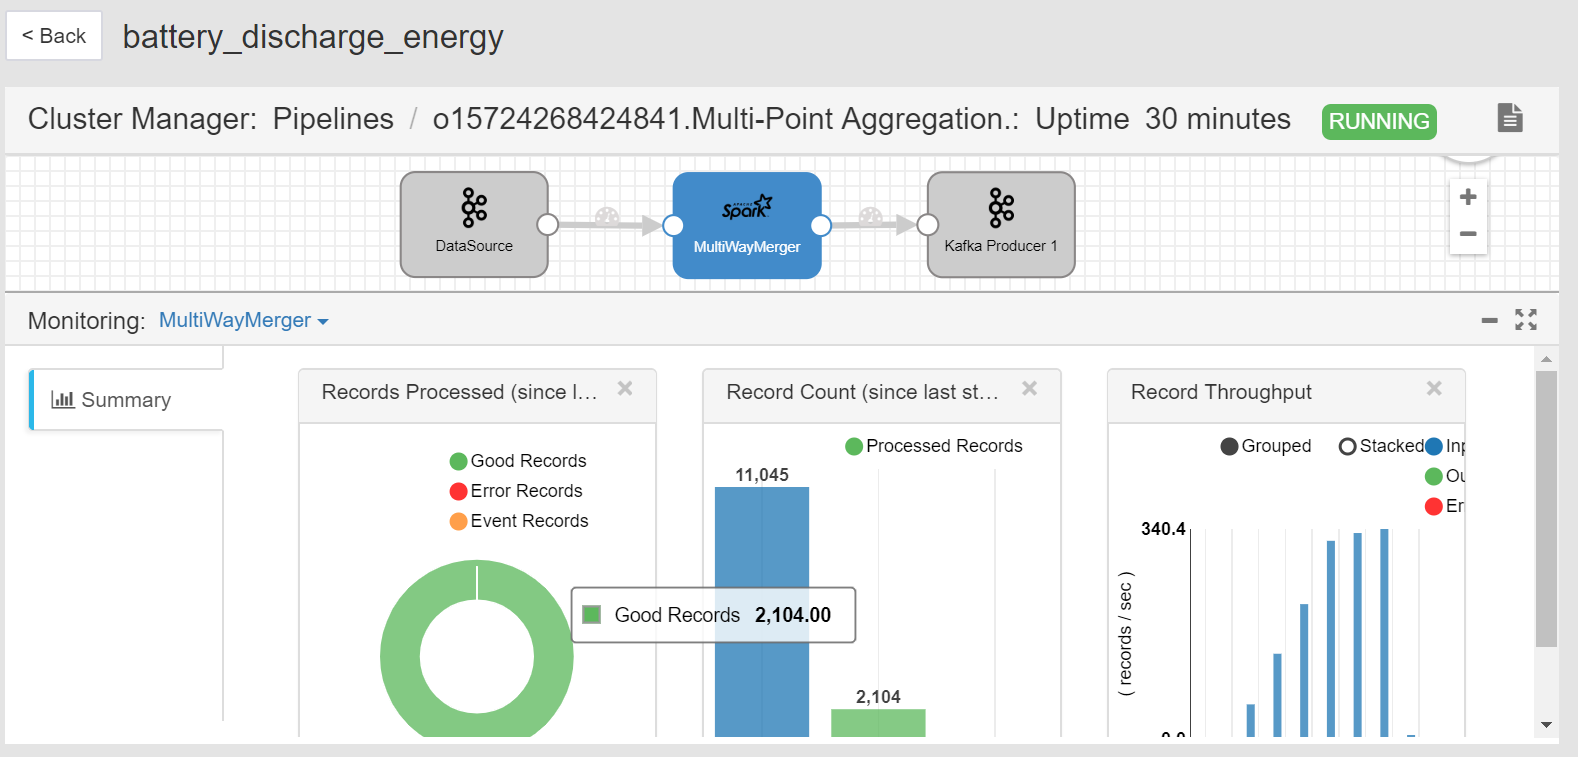 < Back
battery_discharge_energy
Cluster Manager: Pipelines / o15724268424841.Multi-Point Aggregation.: Uptime 30 minutes
RUNNING
DataSource
APACHE
Spark
MultiWayMerger
Kafka Producer 1
+
Monitoring: MultiWayMerger
Summary
Records Processed (since l...
Good Records
Error Records
Event Records
Good Records 2,104.00
Record Count (since last st...
Processed Records
11,045
2,104
Record Throughput
Grouped
Stacked
Inp
Ou
Er
340.4
( records / sec )
0.0